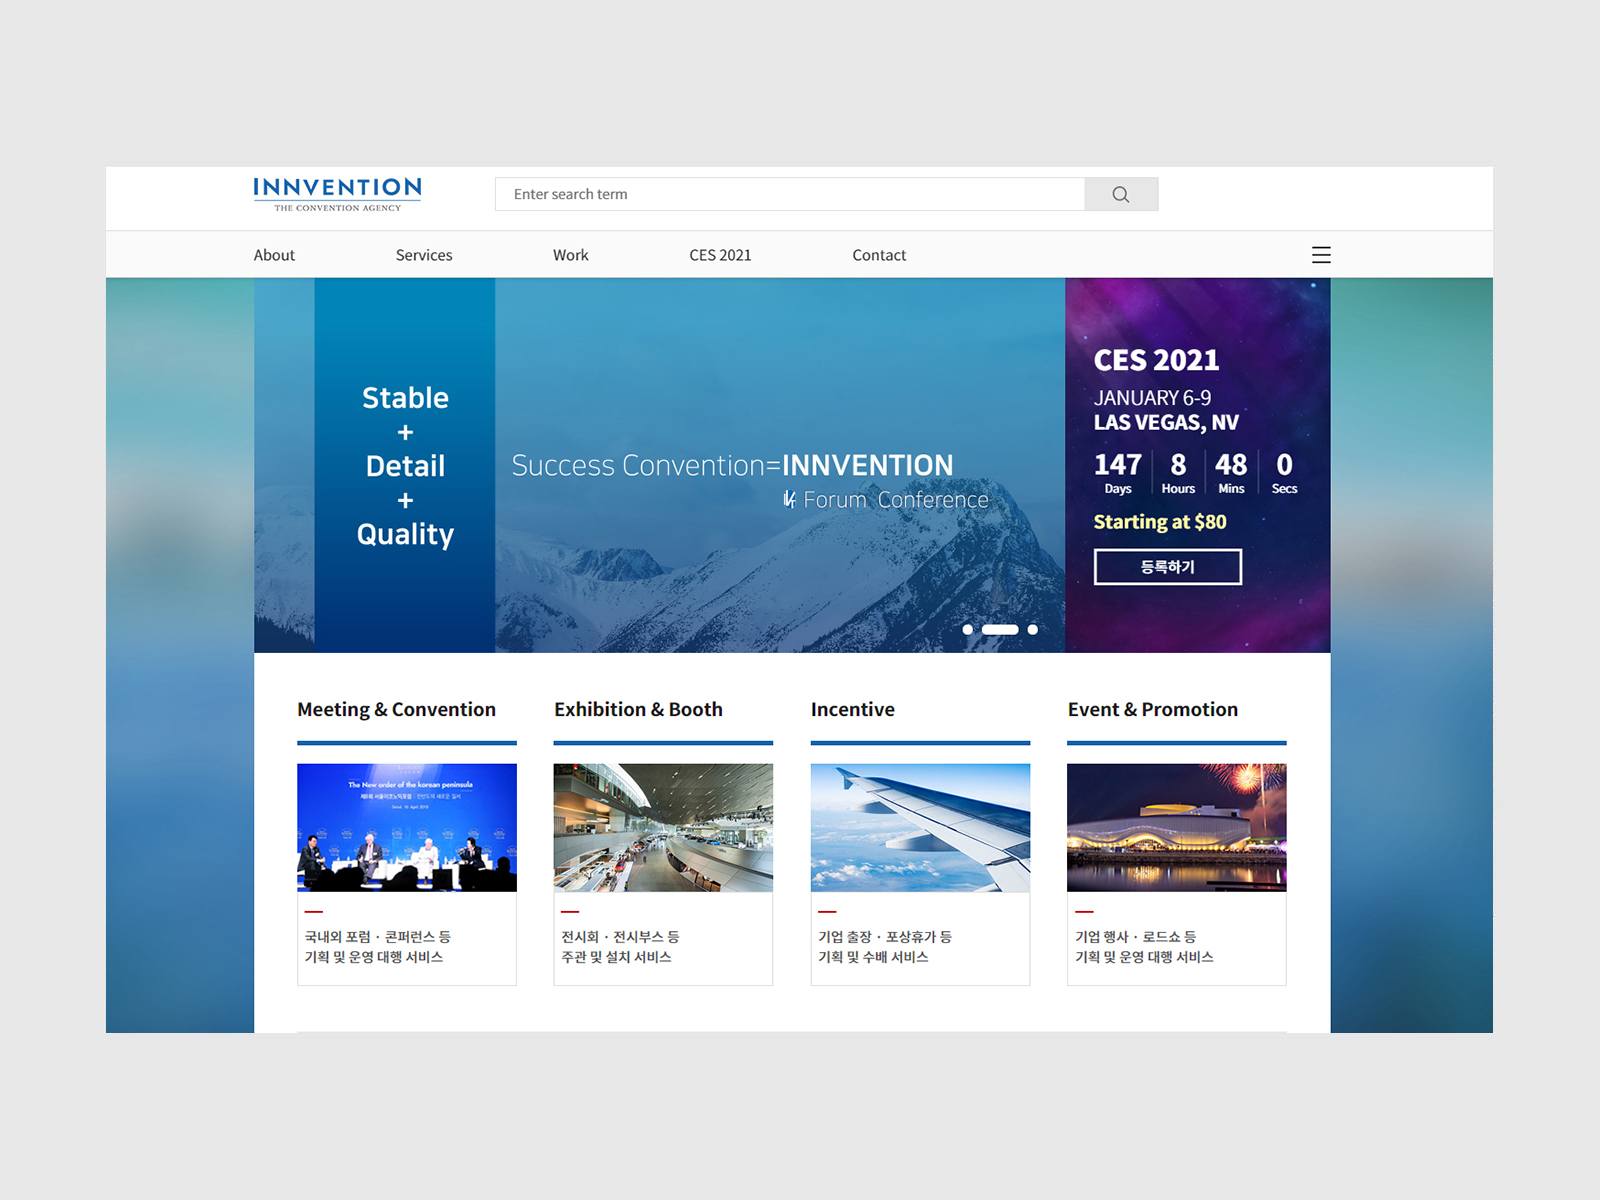 INNVENTION
THE CONVENTION AGENCY
Enter search term
About
Services
Work
CES 2021
Contact
Stable
+
Detail
+
Quality
Success Convention=INNVENTION
Forum Conference
CES 2021
JANUARY 6-9
LAS VEGAS, NV
147 8 48 0
Days Hours Mins Secs
Starting at $80
등록하기
Meeting & Convention
The New order of the korean peninsula
국내외 포럼 · 콘퍼런스 등
기획 및 운영 대행 서비스
Exhibition & Booth
전시회 · 전시부스 등
주관 및 설치 서비스
Incentive
기업 출장 · 포상휴가 등
기획 및 수배 서비스
Event & Promotion
기업 행사 · 로드쇼 등
기획 및 운영 대행 서비스